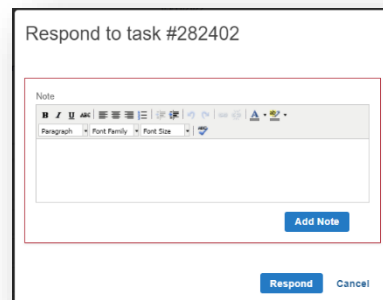 Respond to task #282402
Note
B I U ABC A
Paragraph Font Family Font Size
Add Note
Respond Cancel